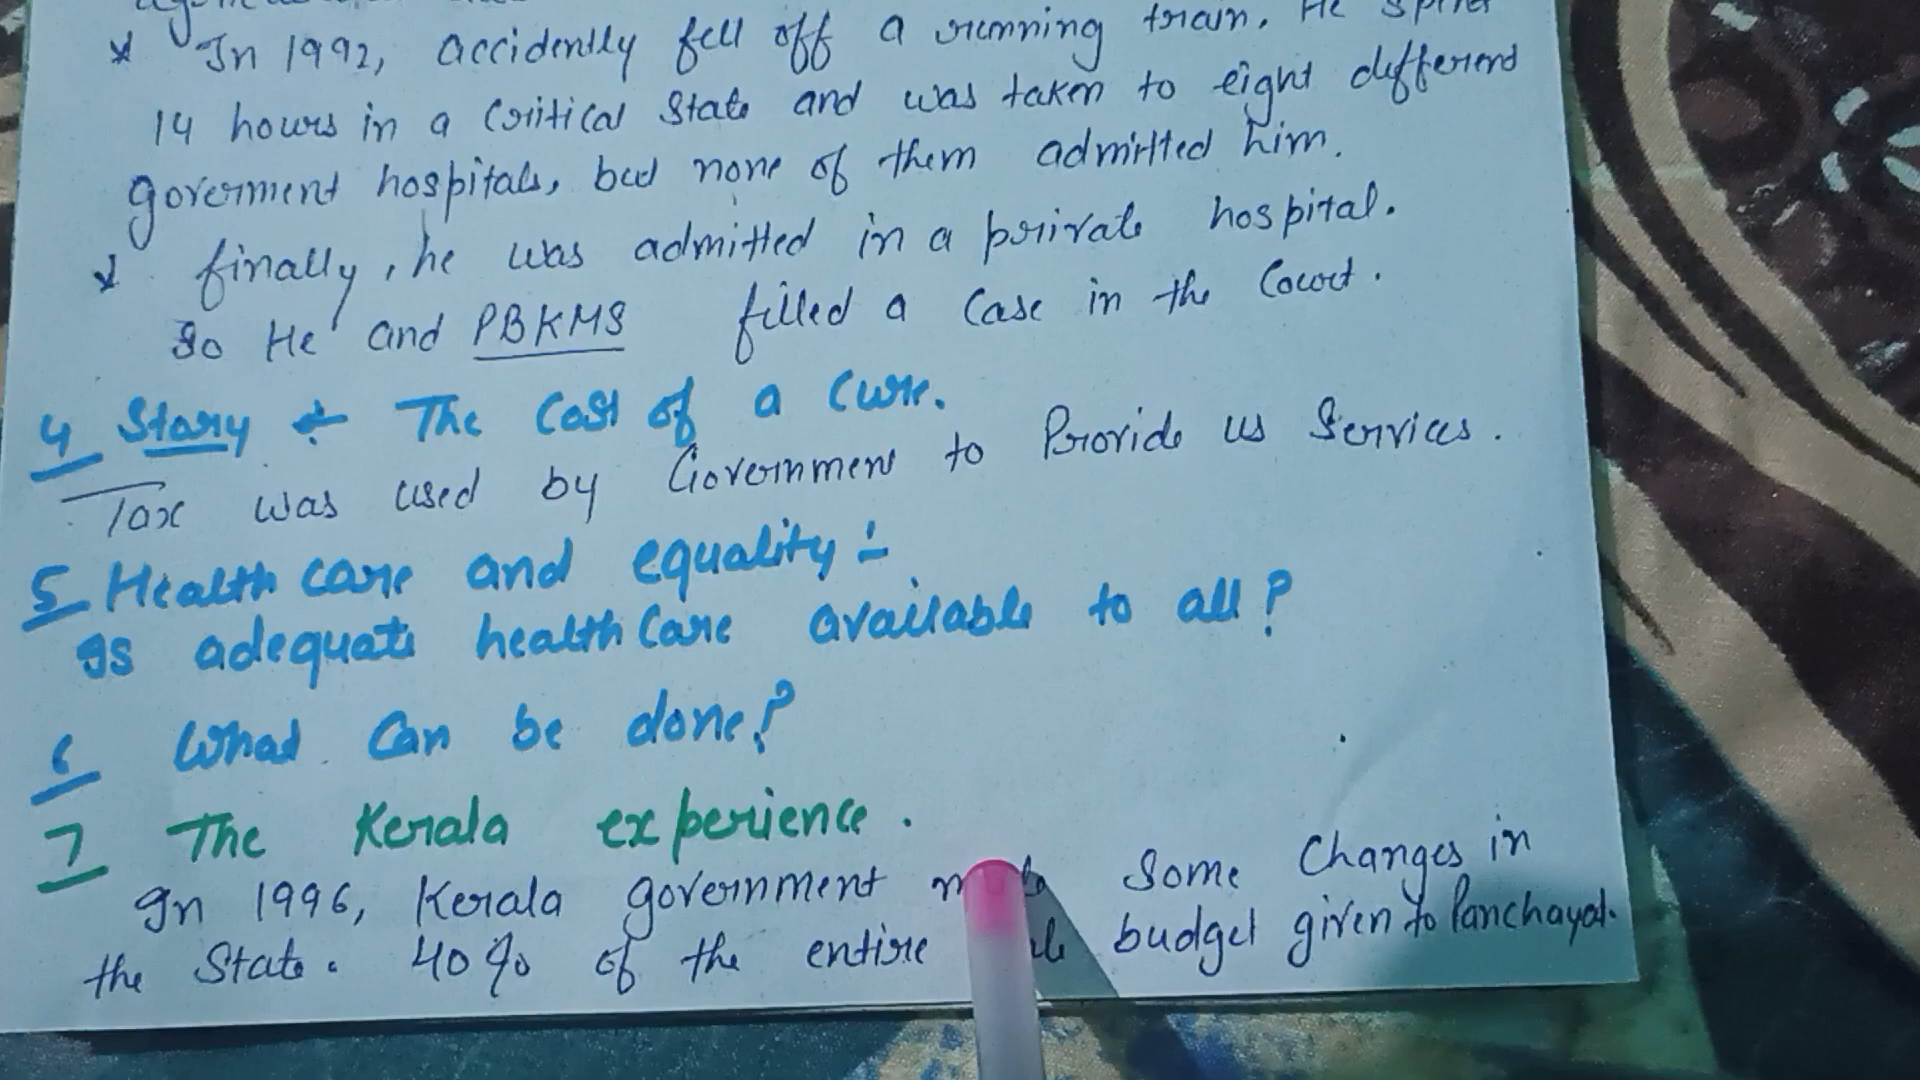 * In 1992, accidently fell off a running train. He
14 hours in a Critical State and was taken to eight different
goverment hospitals, but none of them admitted him.
* finally, he was admitted in a private hospital.
So He and PBKMS filled a Case in the Court.
4 Story :- The Cost of a Cure.
Tax was used by Government to Provide us Services.
5 Health care and equality :-
Is adequate health Care available to all?
6 What Can be done?
7 The Kerala experience.
In 1996, Kerala government Some Changes in
the State. 40% of the entire budget given to Panchayat.